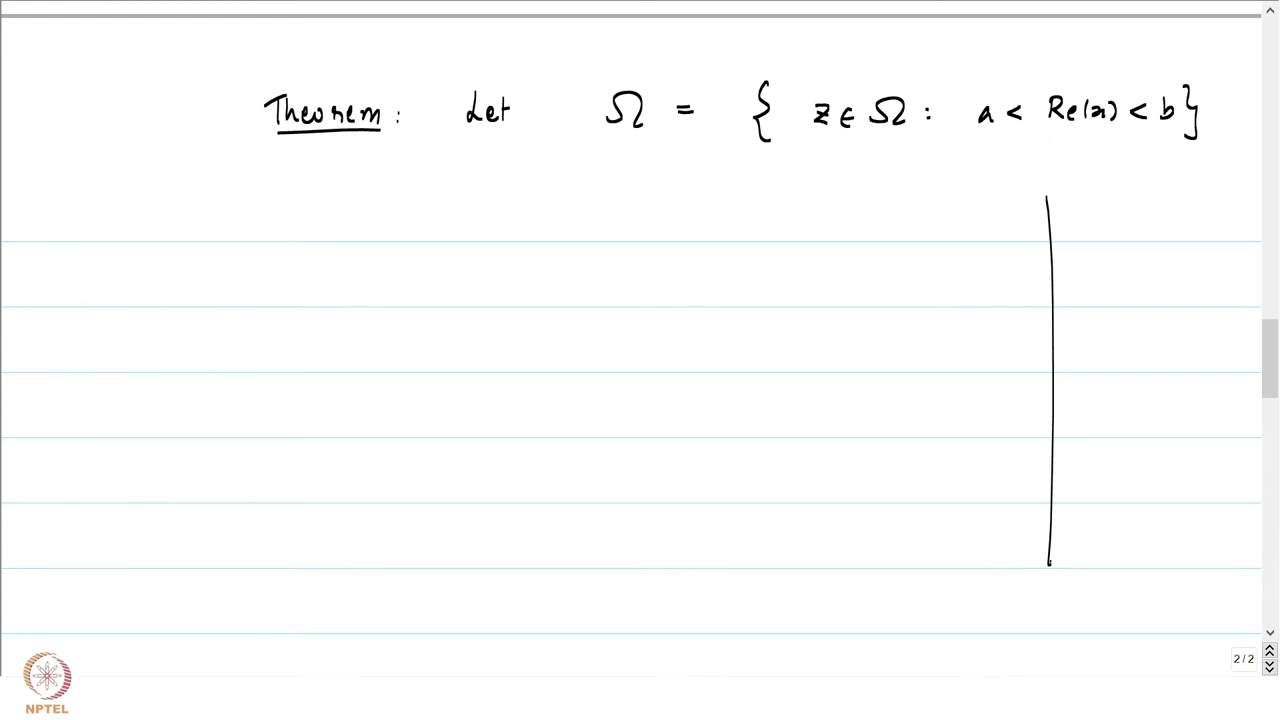 Theorem: Let Ω = { z ∈ Ω : a < Re(z) < b}
2 / 2
NPTEL